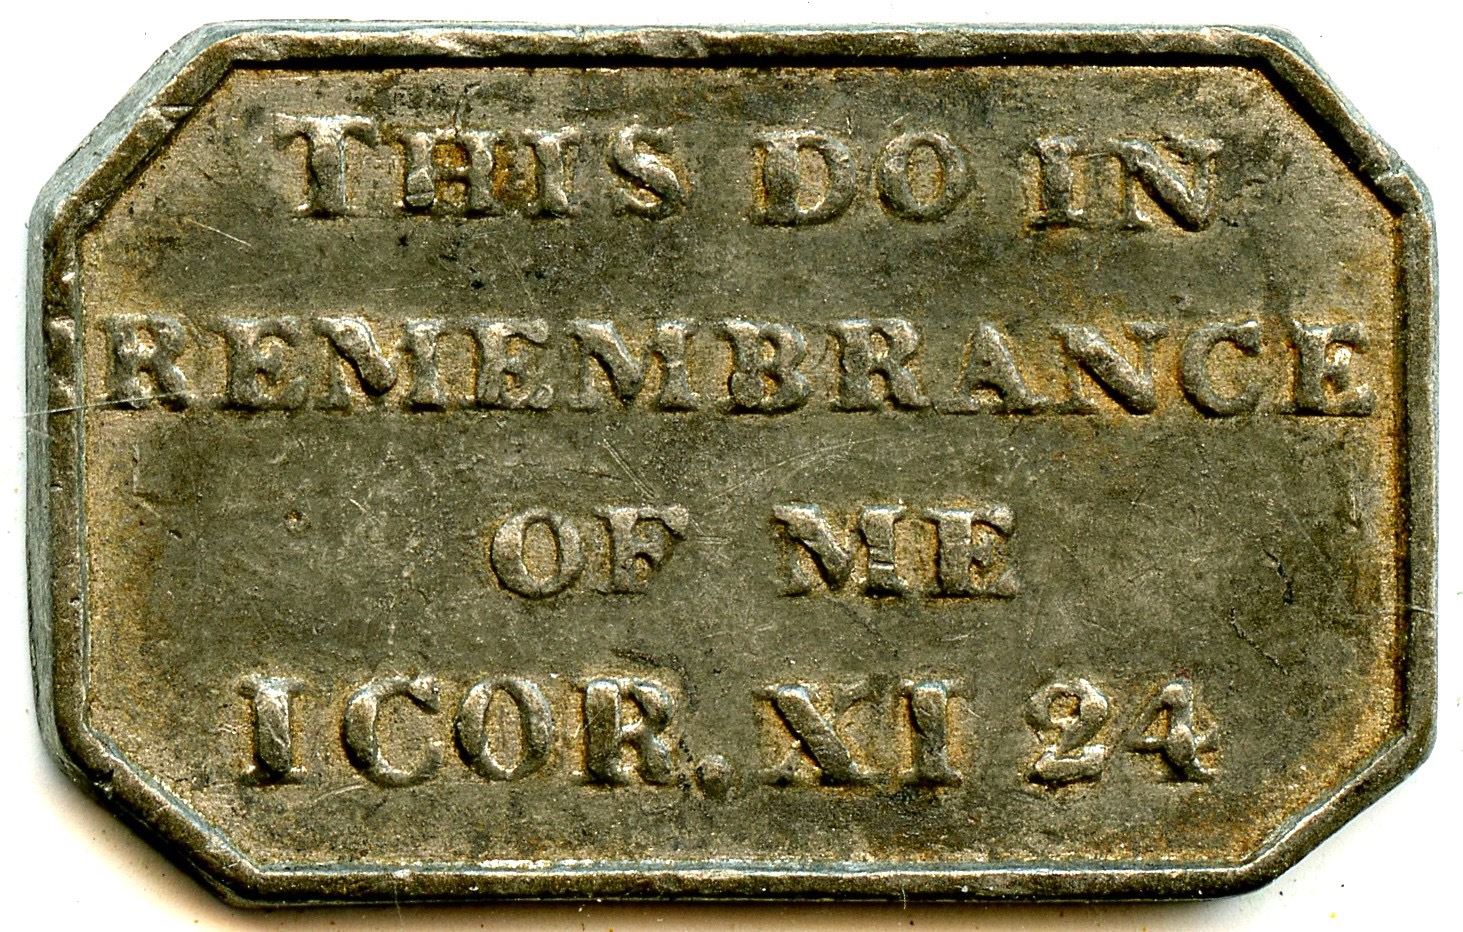 THIS DO IN
REMEMBRANCE
OF ME
I COR. XI 24